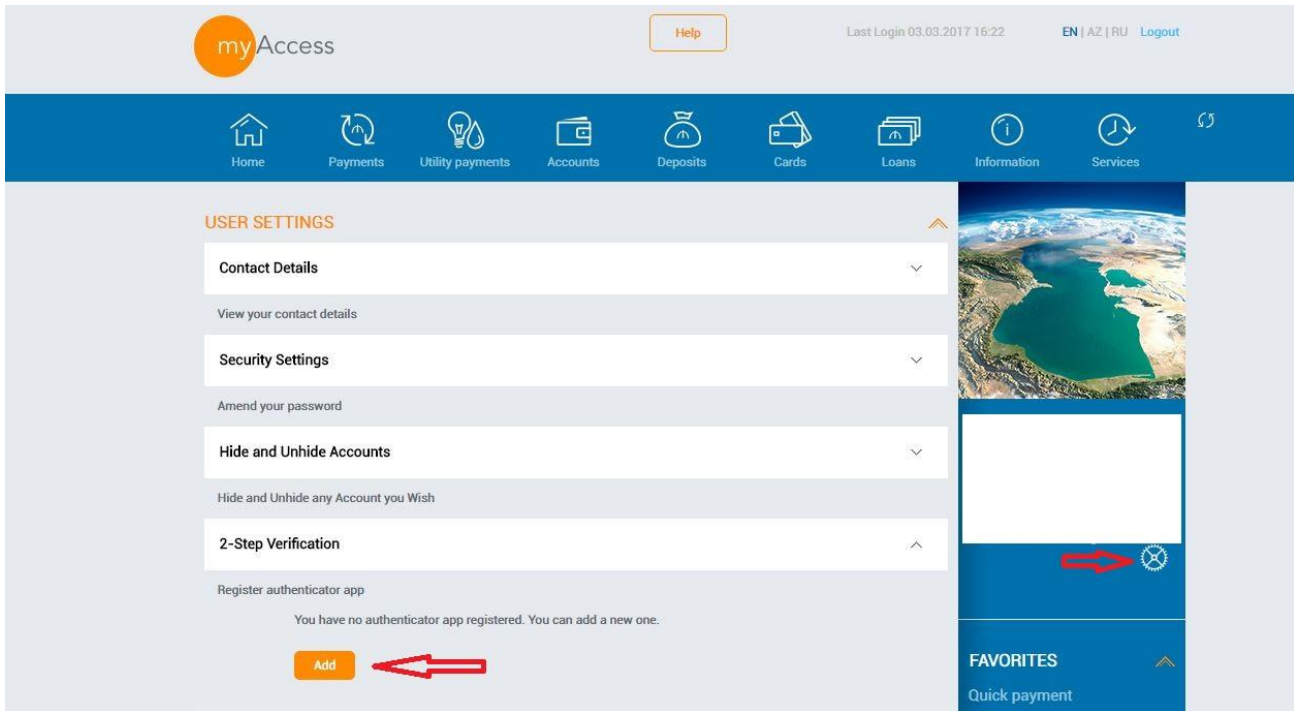 myAccess
Help
Last Login 03.03.2017 16:22
EN | AZ | RU Logout
Home
Payments
Utility payments
Accounts
Deposits
Cards
Loans
Information
Services
USER SETTINGS
Contact Details
View your contact details
Security Settings
Amend your password
Hide and Unhide Accounts
Hide and Unhide any Account you Wish
2-Step Verification
Register authenticator app
You have no authenticator app registered. You can add a new one.
Add
FAVORITES
Quick payment